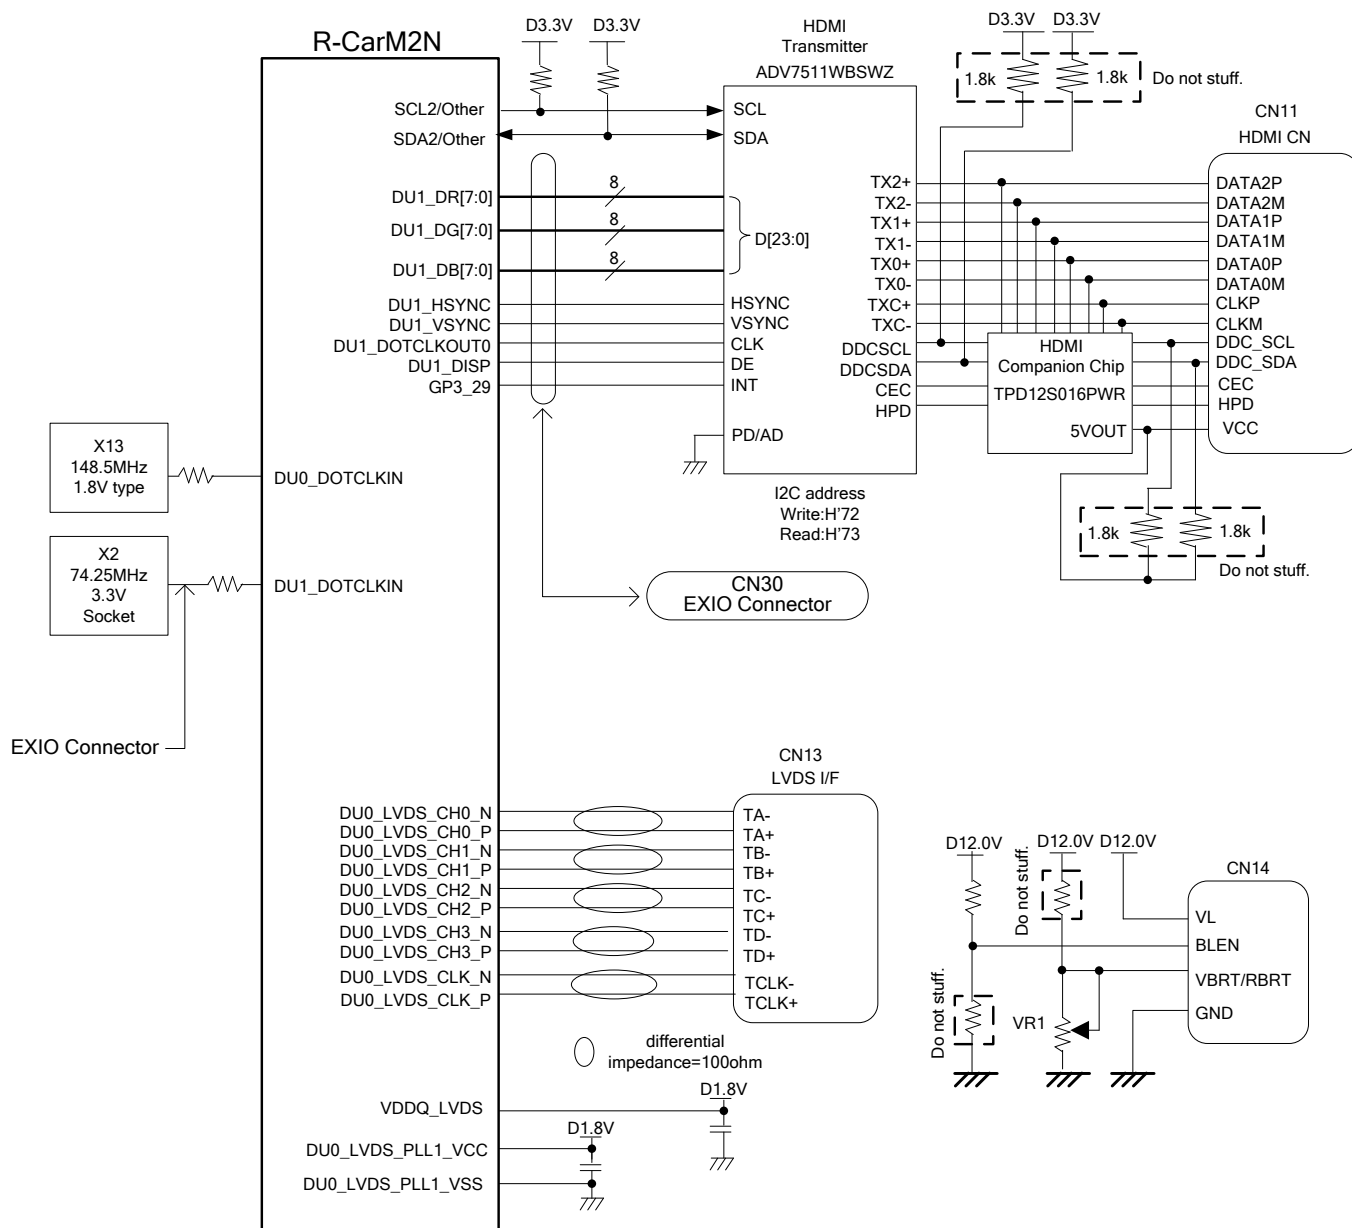 R-CarM2N
D3.3V
D3.3V
HDMI
Transmitter
ADV7511WBSWZ
D3.3V
D3.3V
1.8k
1.8k
Do not stuff.
CN11
HDMI CN
SCL2/Other
SDA2/Other
SCL
SDA
DU1_DR[7:0]
8
DU1_DG[7:0]
8
DU1_DB[7:0]
8
D[23:0]
DU1_HSYNC
DU1_VSYNC
DU1_DOTCLKOUT0
DU1_DISP
GP3_29
HSYNC
VSYNC
CLK
DE
INT
PD/AD
TX2+
TX2-
TX1+
TX1-
TX0+
TX0-
TXC+
TXC-
DDCSCL
DDCSDA
CEC
HPD
HDMI
Companion Chip
TPD12S016PWR
5VOUT
DATA2P
DATA2M
DATA1P
DATA1M
DATA0P
DATA0M
CLKP
CLKM
DDC_SCL
DDC_SDA
CEC
HPD
VCC
1.8k
1.8k
Do not stuff.
I2C address
Write:H'72
Read:H'73
X13
148.5MHz
1.8V type
DU0_DOTCLKIN
X2
74.25MHz
3.3V
Socket
DU1_DOTCLKIN
CN30
EXIO Connector
EXIO Connector
CN13
LVDS I/F
DU0_LVDS_CH0_N
DU0_LVDS_CH0_P
DU0_LVDS_CH1_N
DU0_LVDS_CH1_P
DU0_LVDS_CH2_N
DU0_LVDS_CH2_P
DU0_LVDS_CH3_N
DU0_LVDS_CH3_P
DU0_LVDS_CLK_N
DU0_LVDS_CLK_P
TA-
TA+
TB-
TB+
TC-
TC+
TD-
TD+
TCLK-
TCLK+
differential
impedance=100ohm
D12.0V
D12.0V
D12.0V
Do not stuff.
Do not stuff.
VR1
CN14
VL
BLEN
VBRT/RBRT
GND
VDDQ_LVDS
D1.8V
DU0_LVDS_PLL1_VCC
D1.8V
DU0_LVDS_PLL1_VSS